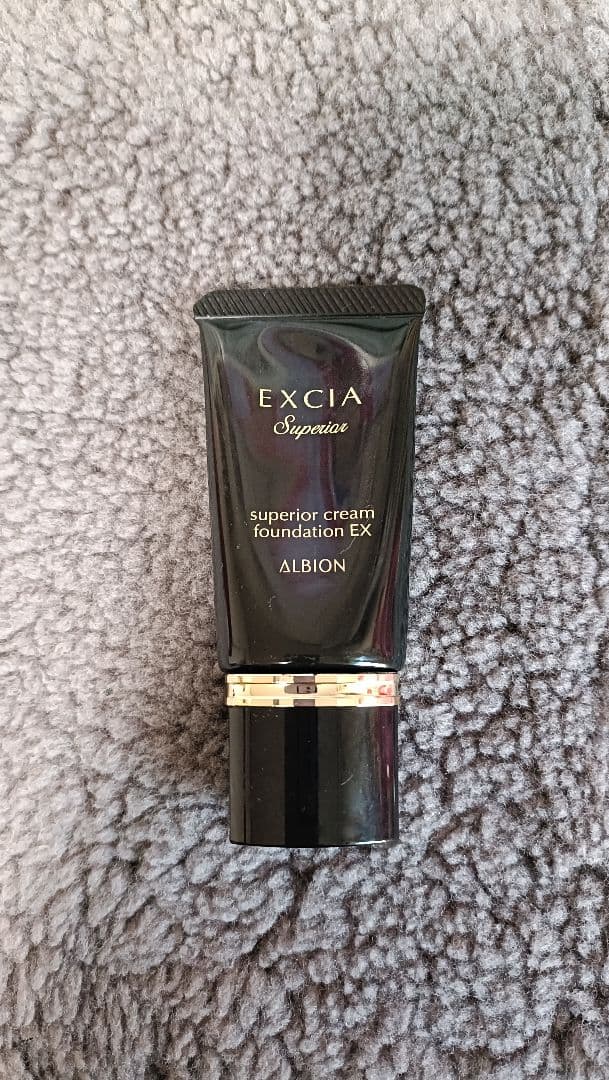 EXCIA
Superior
superior cream
foundation EX
ALBION